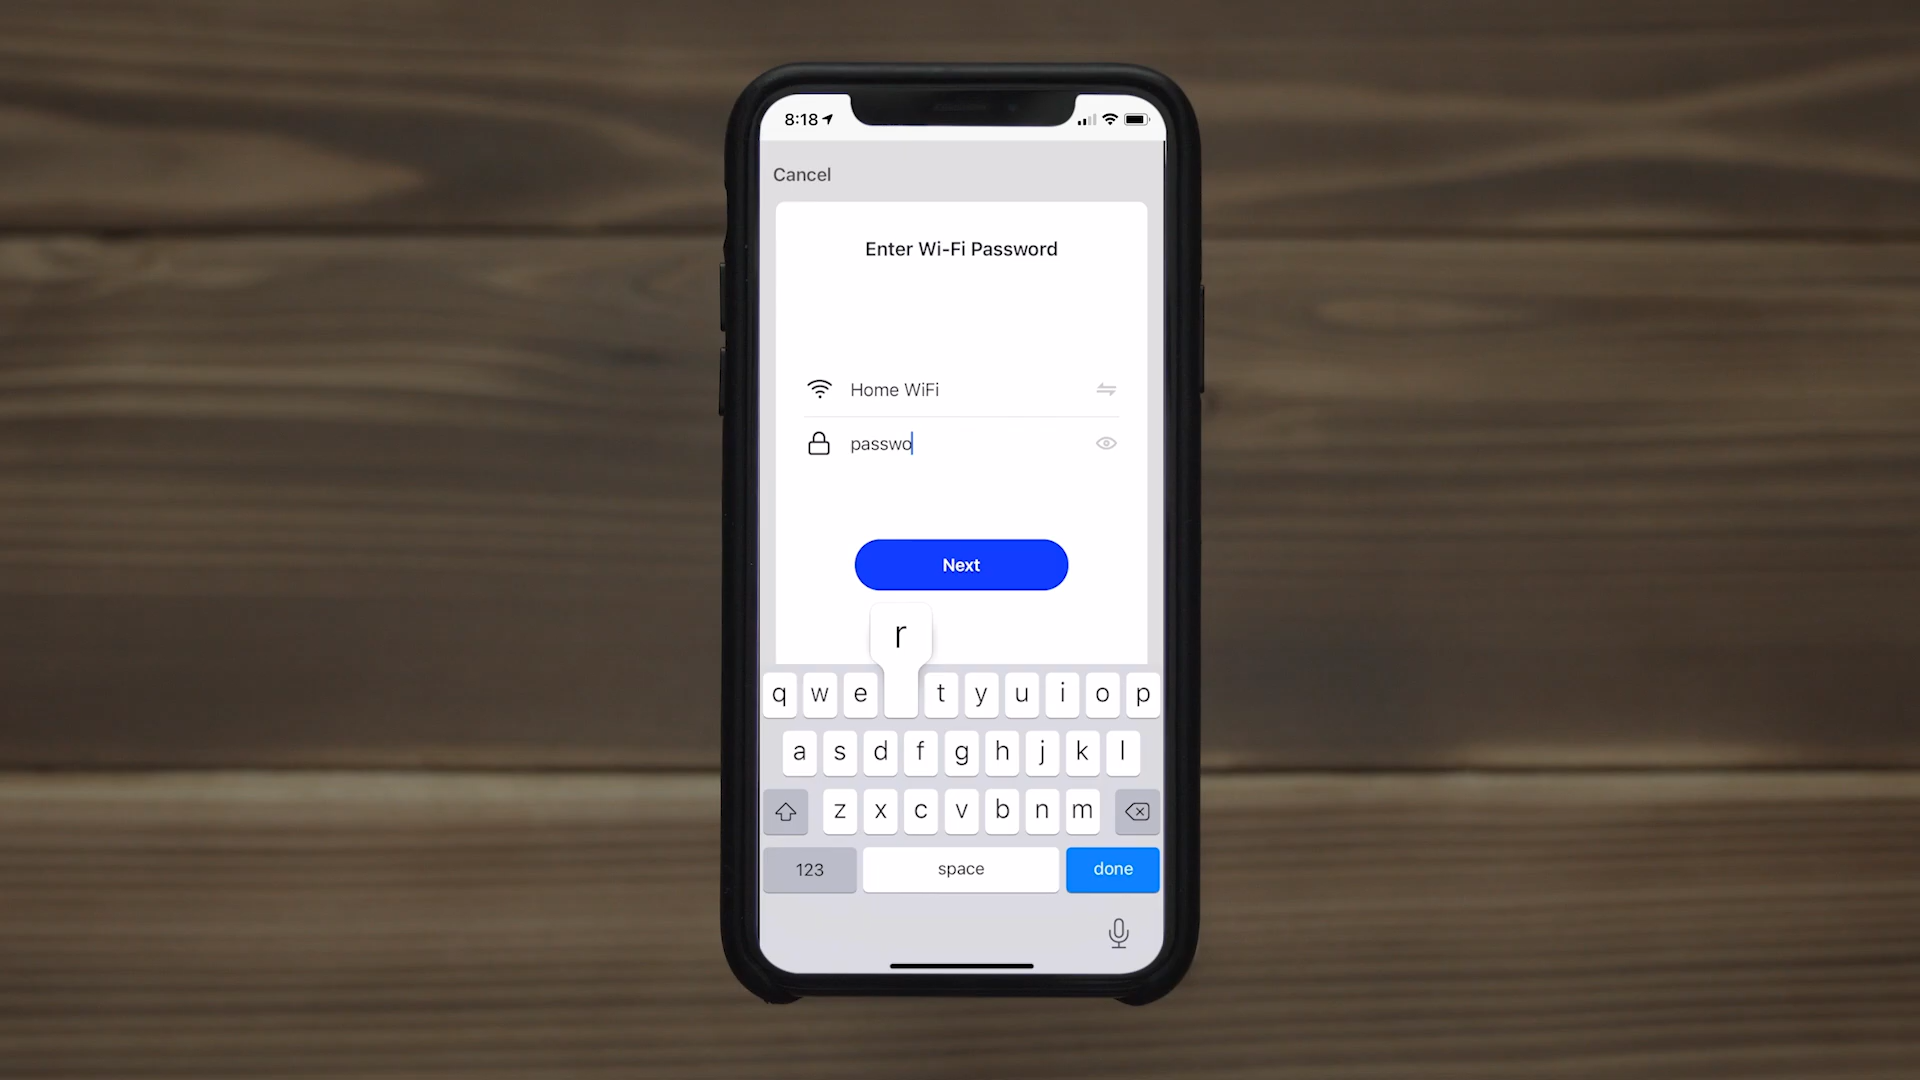 8:18
Cancel
Enter Wi-Fi Password
Home WiFi
passwo
Next
r
q w e t y u i o p
a s d f g h j k l
z x c v b n m
123 space done